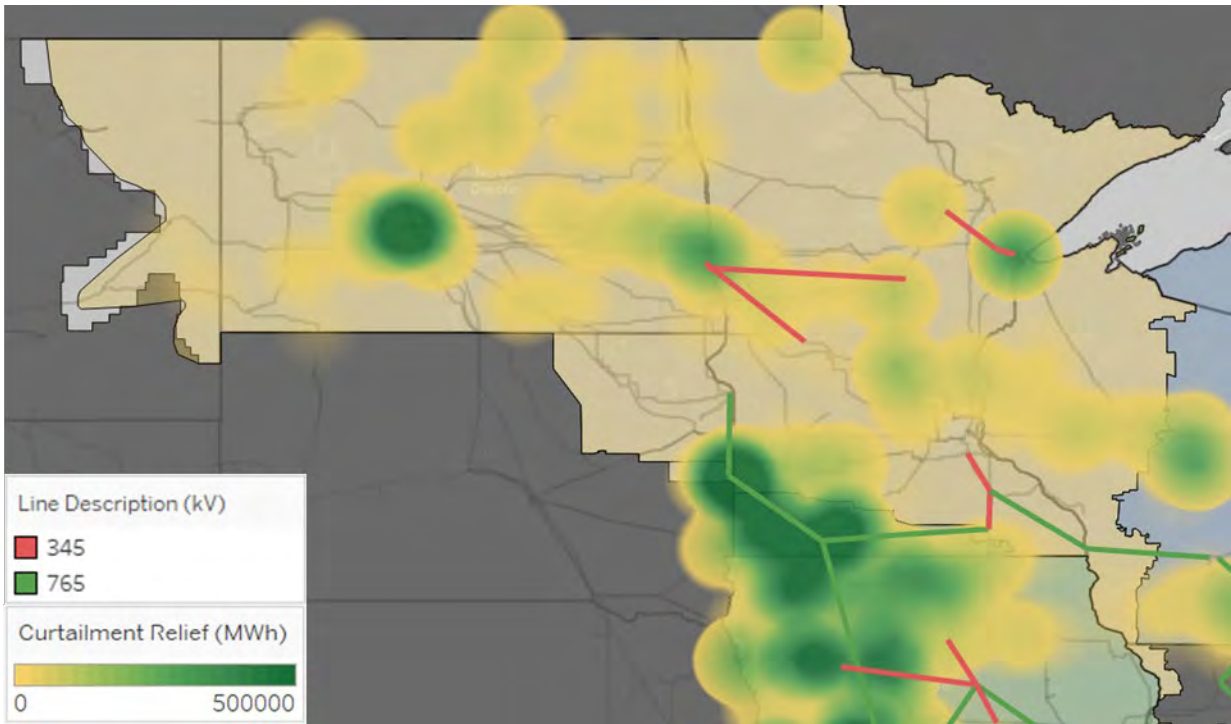 Line Description (kV)
345
765
Curtailment Relief (MWh)
0 500000